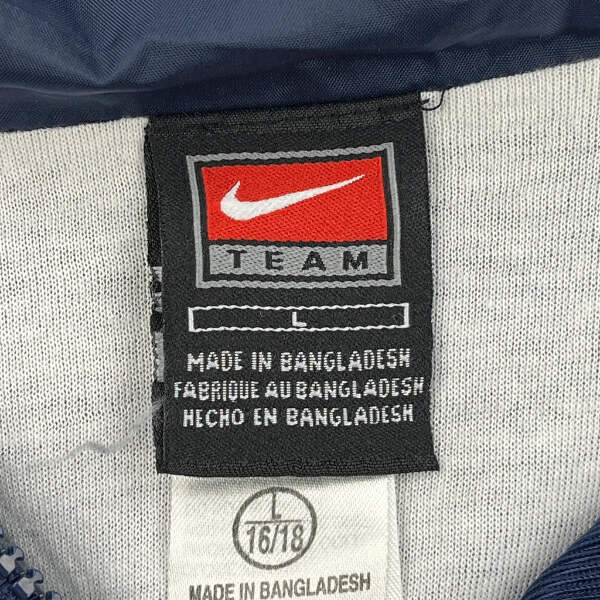 TEAM
L
MADE IN BANGLADESH
FABRIQUE AU BANGLADESH
HECHO EN BANGLADESH
L
16/18
MADE IN BANGLADESH